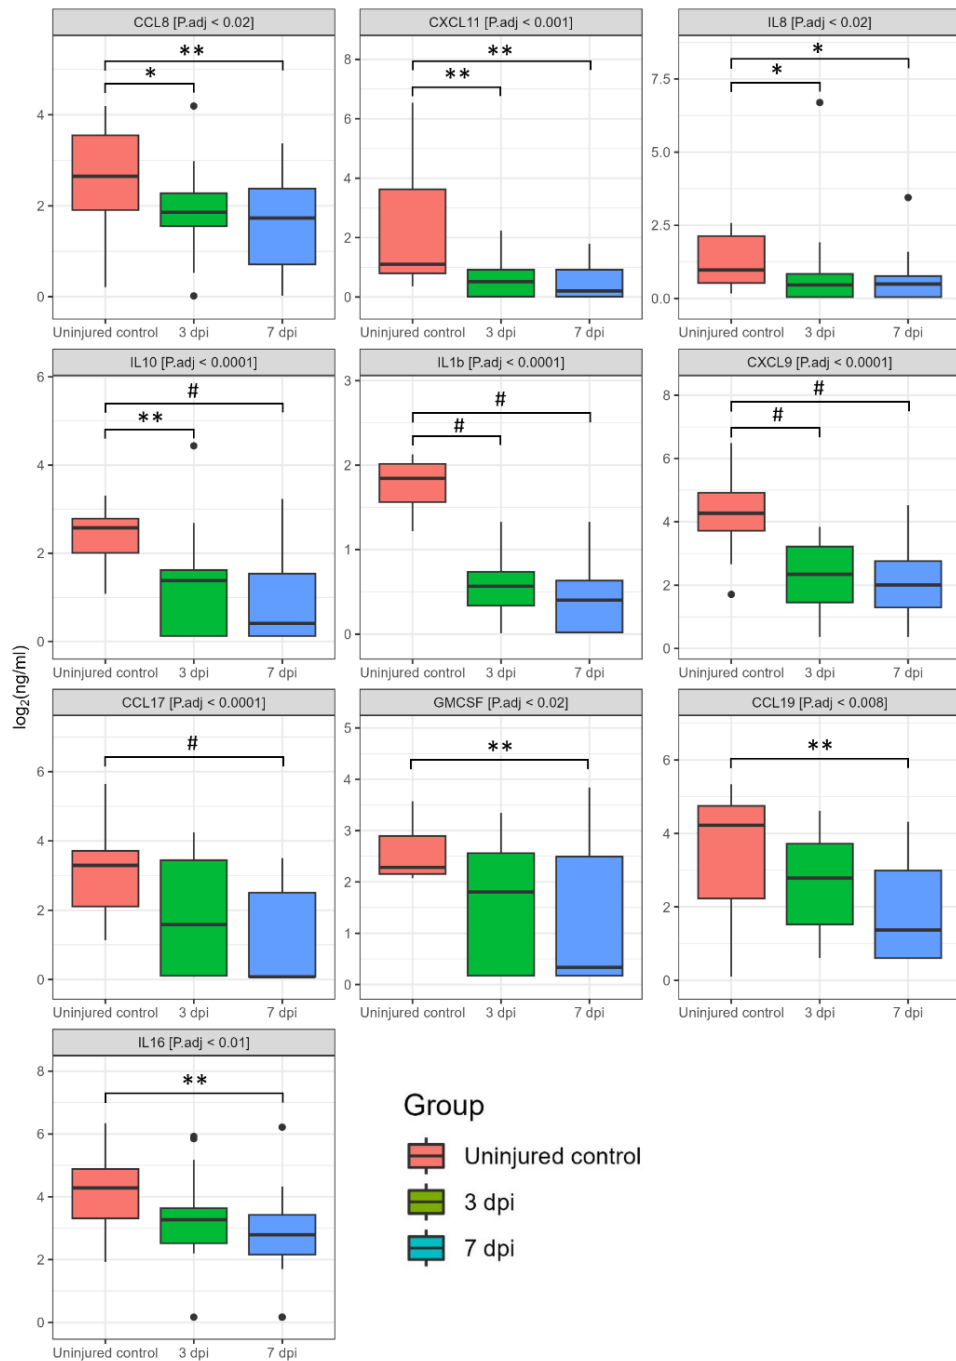 CCL8 [P.adj < 0.02]
**
*
4
2
0
Uninjured control 3 dpi 7 dpi
CXCL11 [P.adj < 0.001]
**
**
8
6
4
2
0
Uninjured control 3 dpi 7 dpi
IL8 [P.adj < 0.02]
*
*
7.5
5.0
2.5
0.0
Uninjured control 3 dpi 7 dpi
IL10 [P.adj < 0.0001]
#
**
6
4
2
0
Uninjured control 3 dpi 7 dpi
IL1b [P.adj < 0.0001]
#
#
3
2
1
0
Uninjured control 3 dpi 7 dpi
CXCL9 [P.adj < 0.0001]
#
#
8
6
4
2
0
Uninjured control 3 dpi 7 dpi
log2(ng/ml)
CCL17 [P.adj < 0.0001]
#
6
4
2
0
Uninjured control 3 dpi 7 dpi
GMCSF [P.adj < 0.02]
**
5
4
3
2
1
0
Uninjured control 3 dpi 7 dpi
CCL19 [P.adj < 0.008]
**
6
4
2
0
Uninjured control 3 dpi 7 dpi
IL16 [P.adj < 0.01]
**
8
6
4
2
0
Uninjured control 3 dpi 7 dpi
Group
Uninjured control
3 dpi
7 dpi